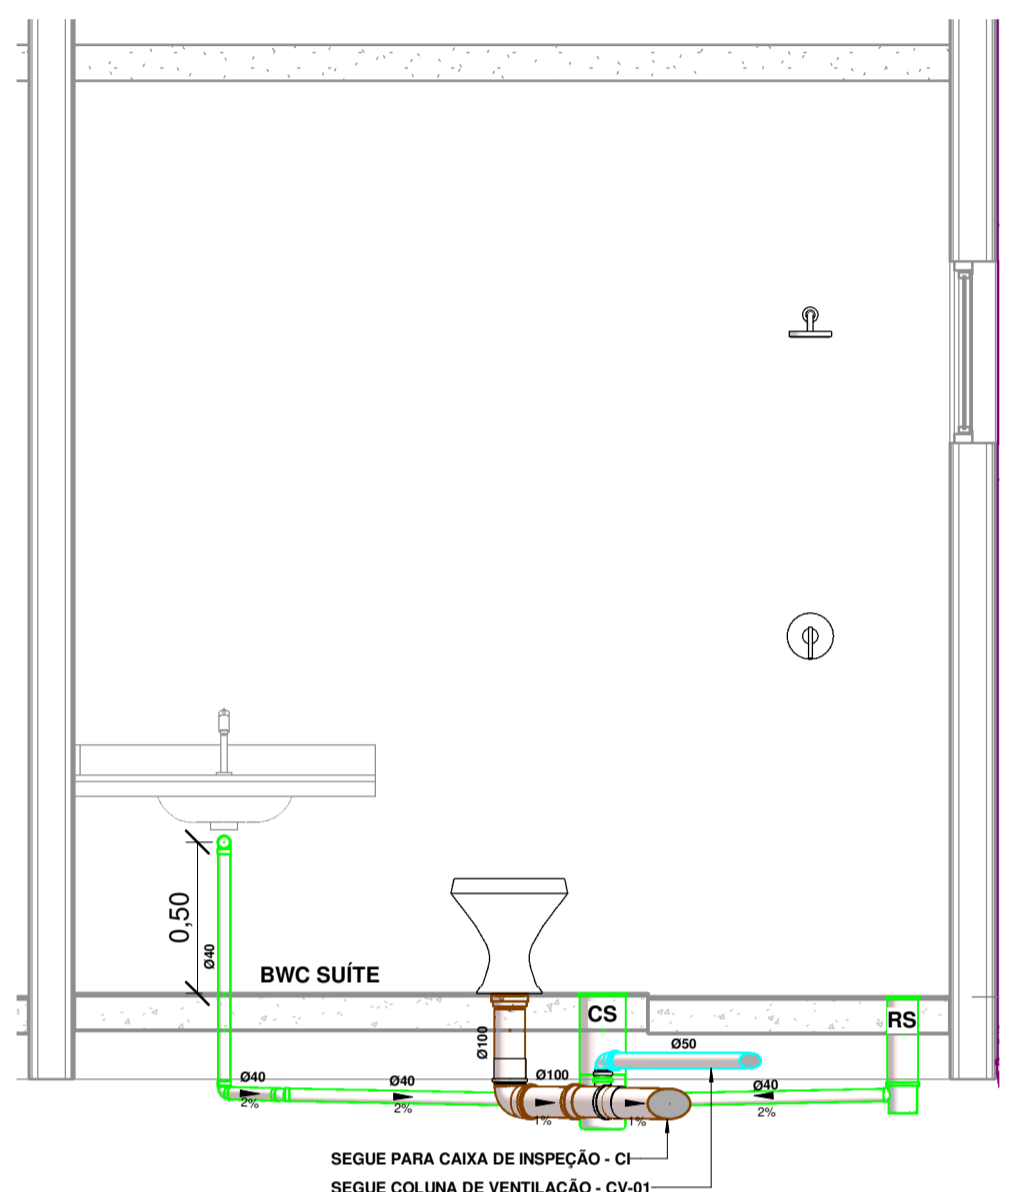 0,50
Ø40
BWC SUÍTE
CS
RS
Ø100
Ø50
Ø40
2%
Ø40
2%
Ø100
1%
1%
Ø40
2%
SEGUE PARA CAIXA DE INSPEÇÃO - CI
SEGUE COLUNA DE VENTILAÇÃO - CV-01